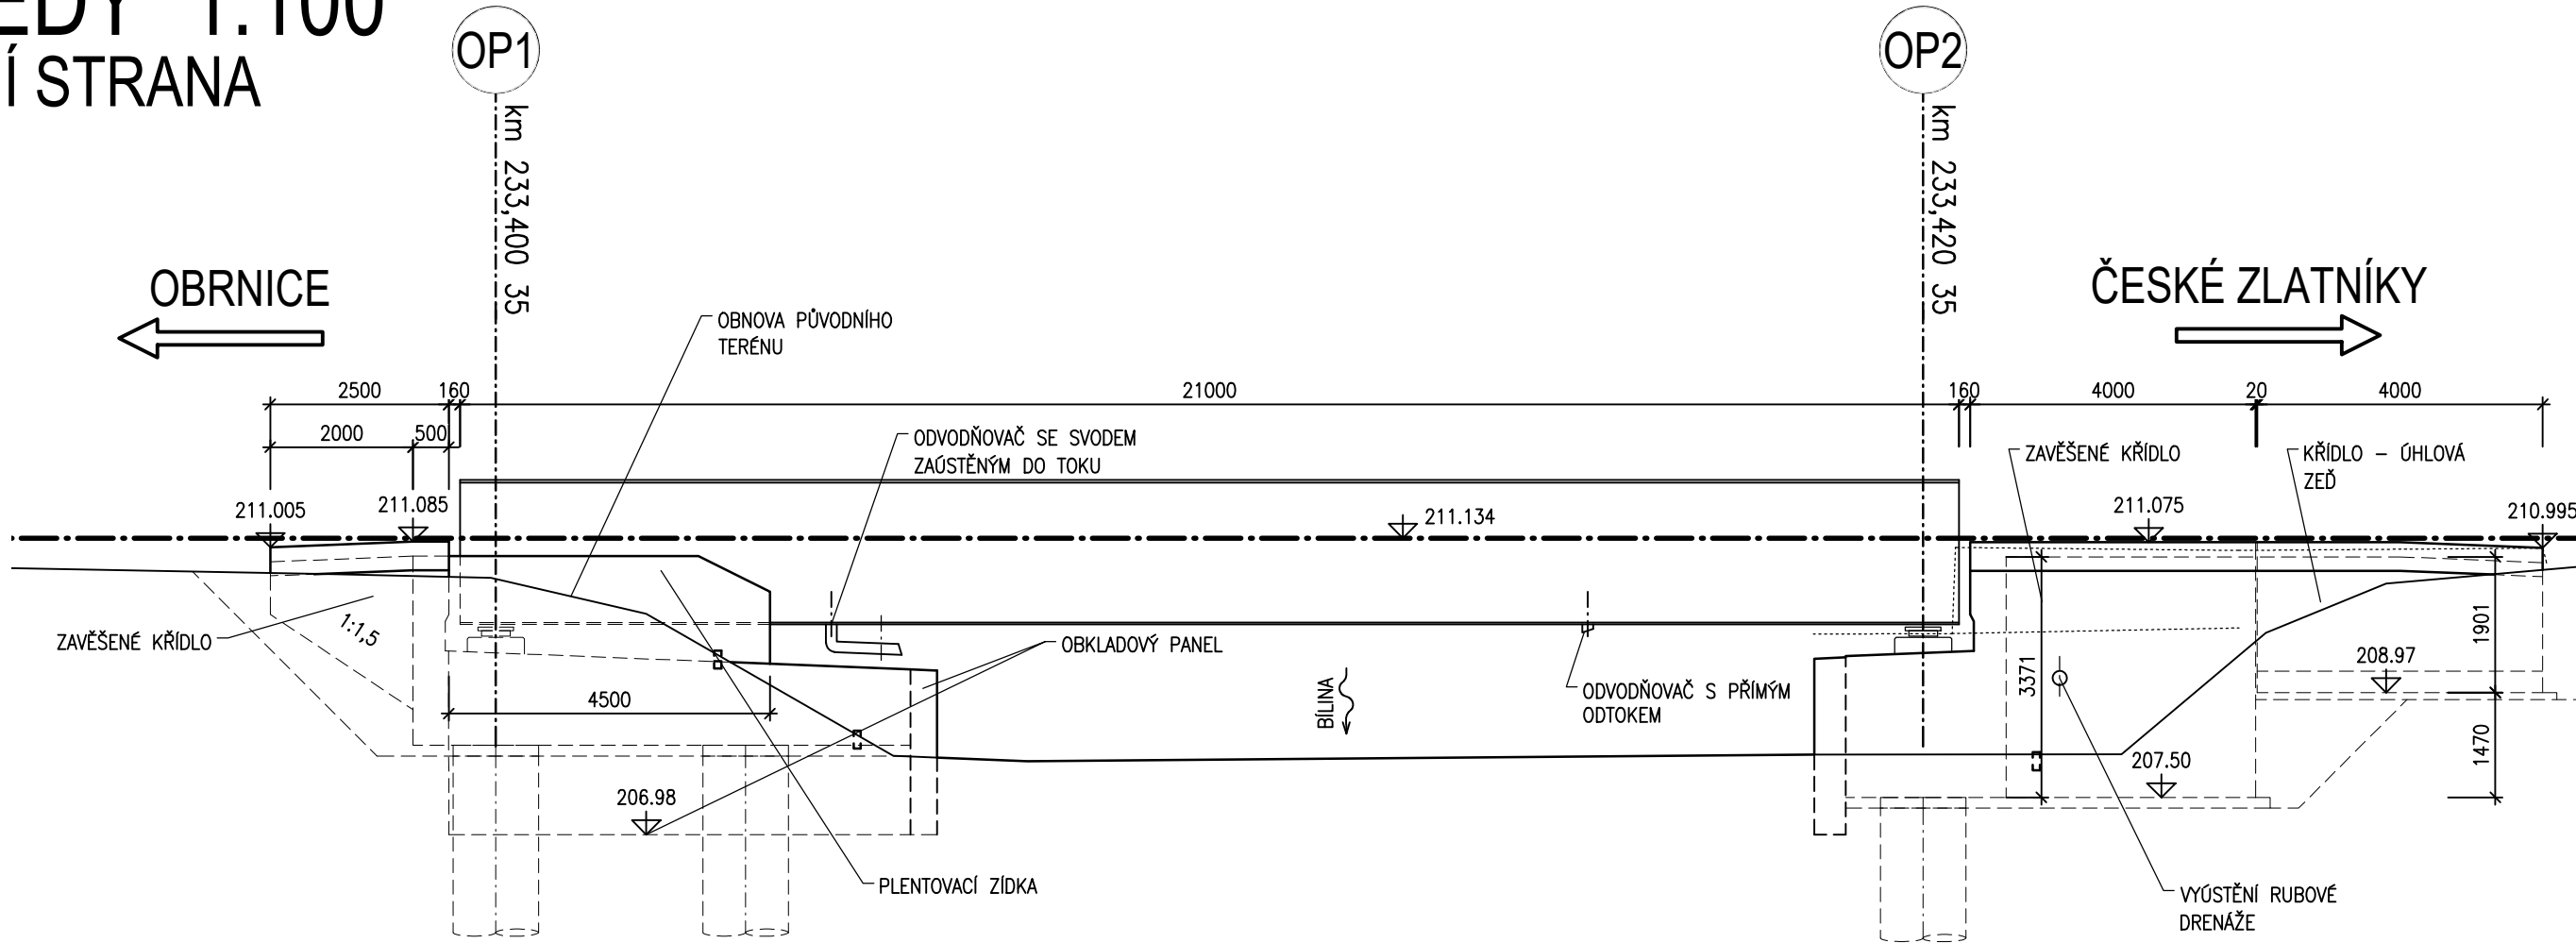 EDY 1:100
Í STRANA
OP1
OP2
km 233,400 35
km 233,420 35
OBRNICE
ČESKÉ ZLATNÍKY
OBNOVA PŮVODNÍHO
TERÉNU
2500
160
21000
160
4000
20
4000
2000
500
ODVODŇOVAČ SE SVODEM
ZAÚSTĚNÝM DO TOKU
ZAVĚŠENÉ KŘÍDLO
KŘÍDLO – ÚHLOVÁ
ZEĎ
211.005
211.085
211.134
211.075
210.995
ZAVĚŠENÉ KŘÍDLO
1:1,5
OBKLADOVÝ PANEL
4500
BÍLINA
ODVODŇOVAČ S PŘÍMÝM
ODTOKEM
3371
1901
208.97
1470
207.50
206.98
PLENTOVACÍ ZÍDKA
VYÚSTĚNÍ RUBOVÉ
DRENÁŽE